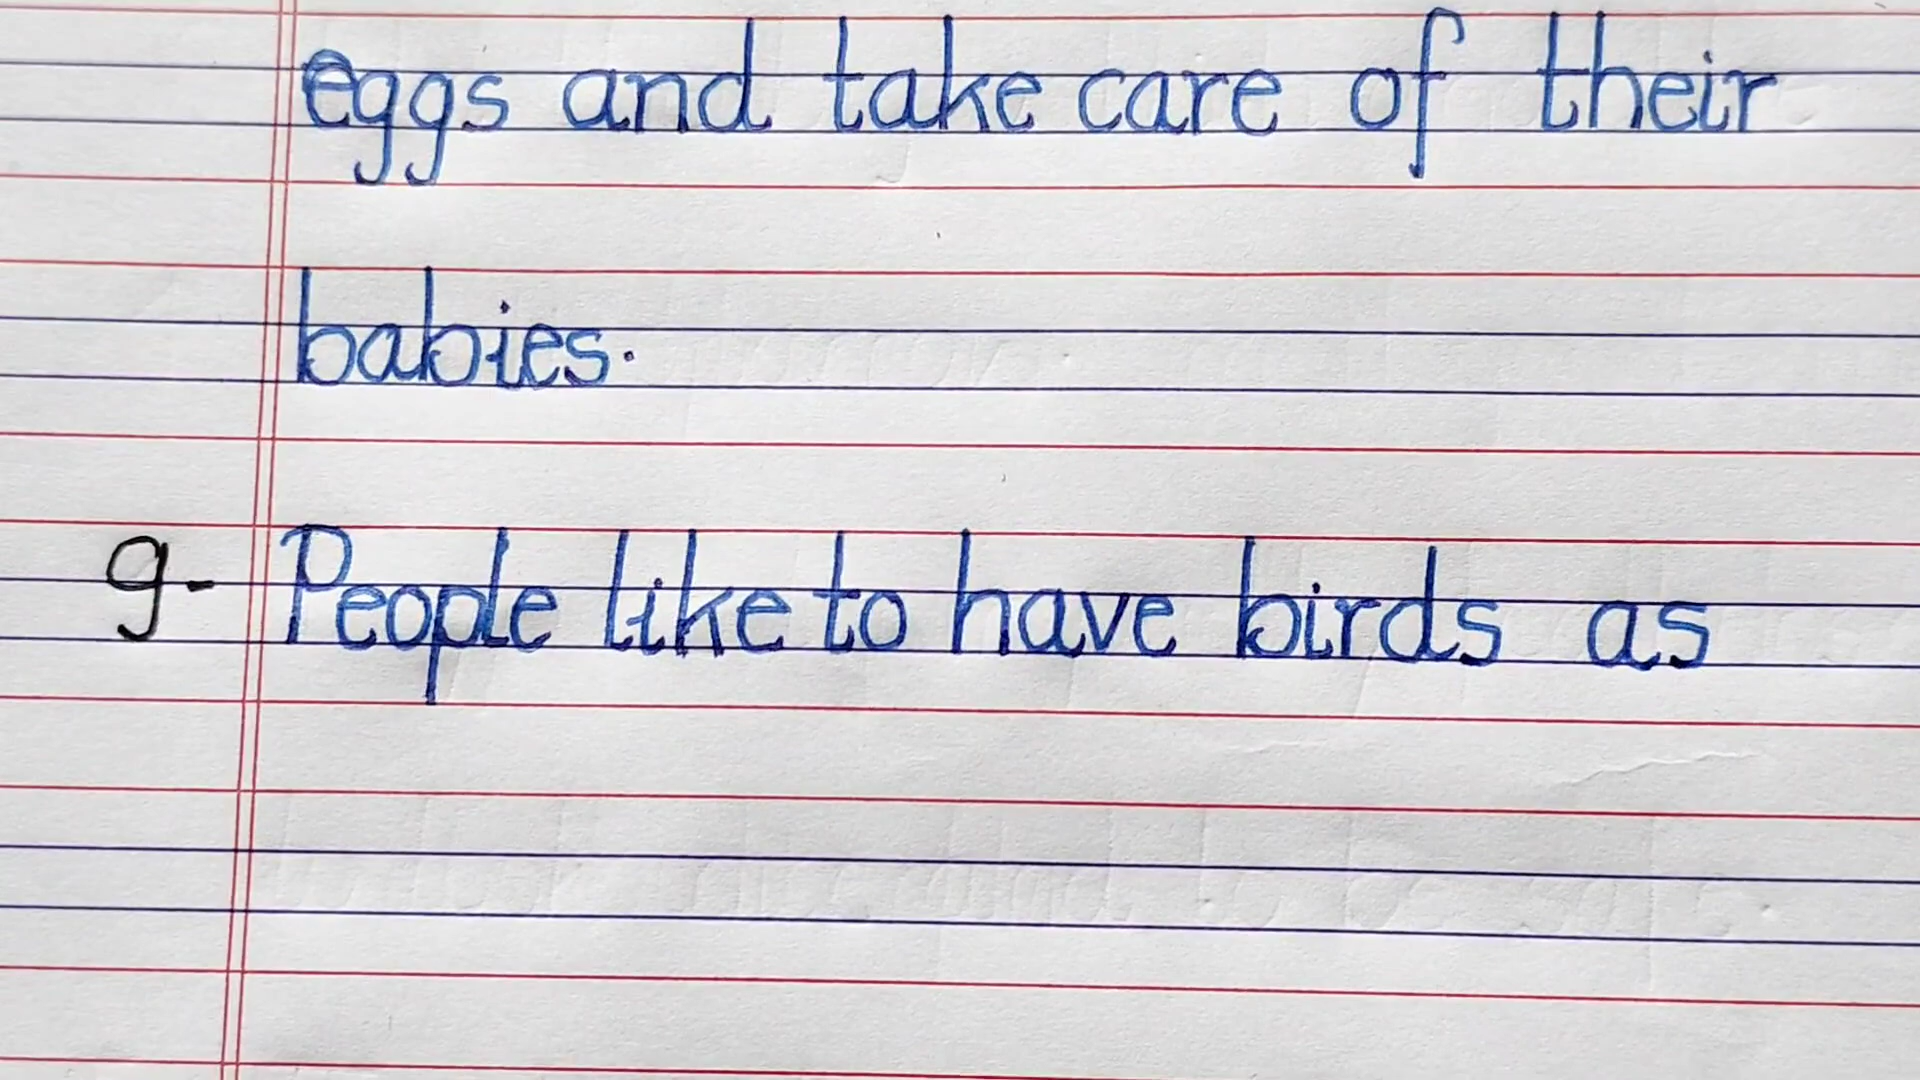 eggs and take care of their
babies.
9- People like to have birds as